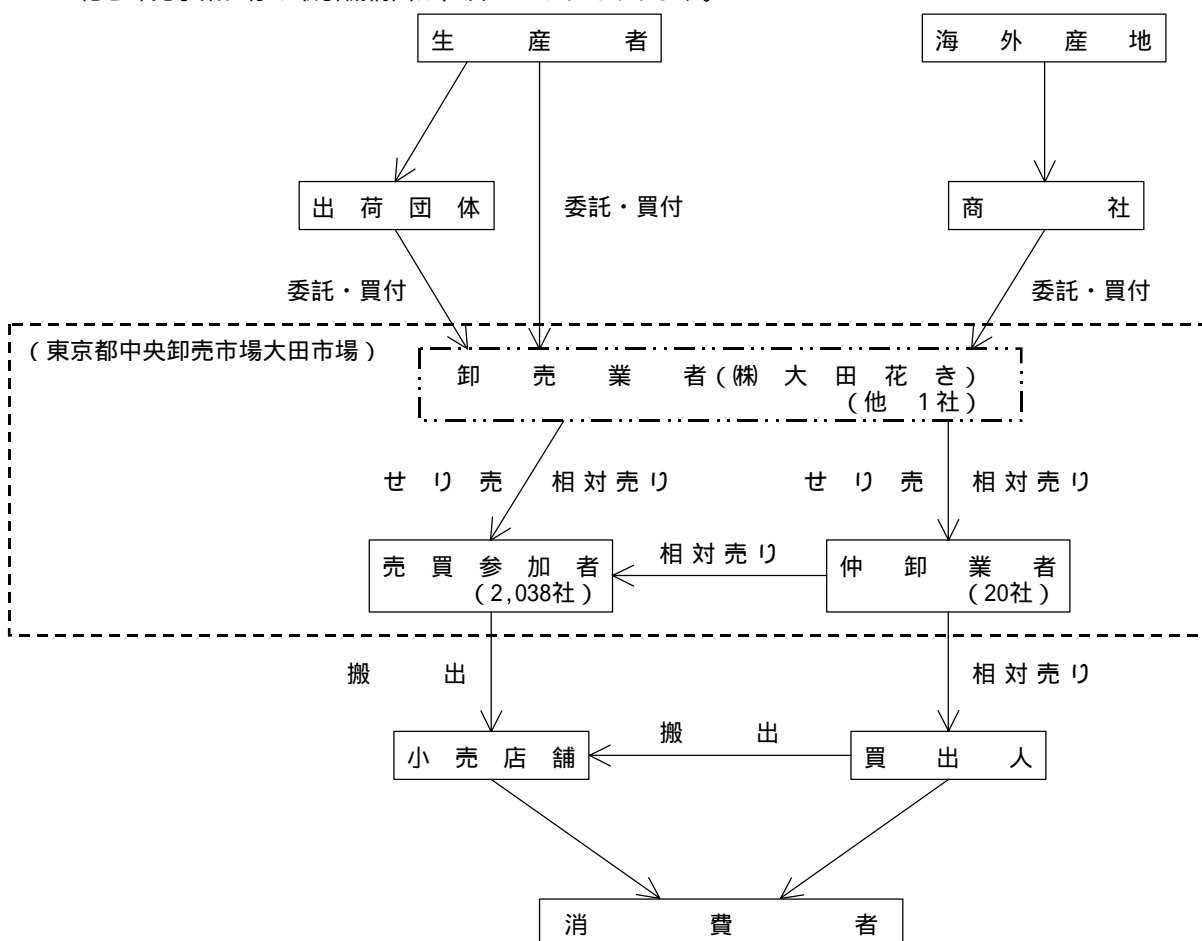 生産者
海外産地
出荷団体
委託・買付
商社
委託・買付
委託・買付
(東京都中央卸売市場大田市場)
卸売業者(㈱大田花き)
(他 1社)
せり売 相対売り
せり売 相対売り
売買参加者
(2,038社)
相対売り
仲卸業者
(20社)
搬出
相対売り
小売店舗
搬出
買出人
消費者